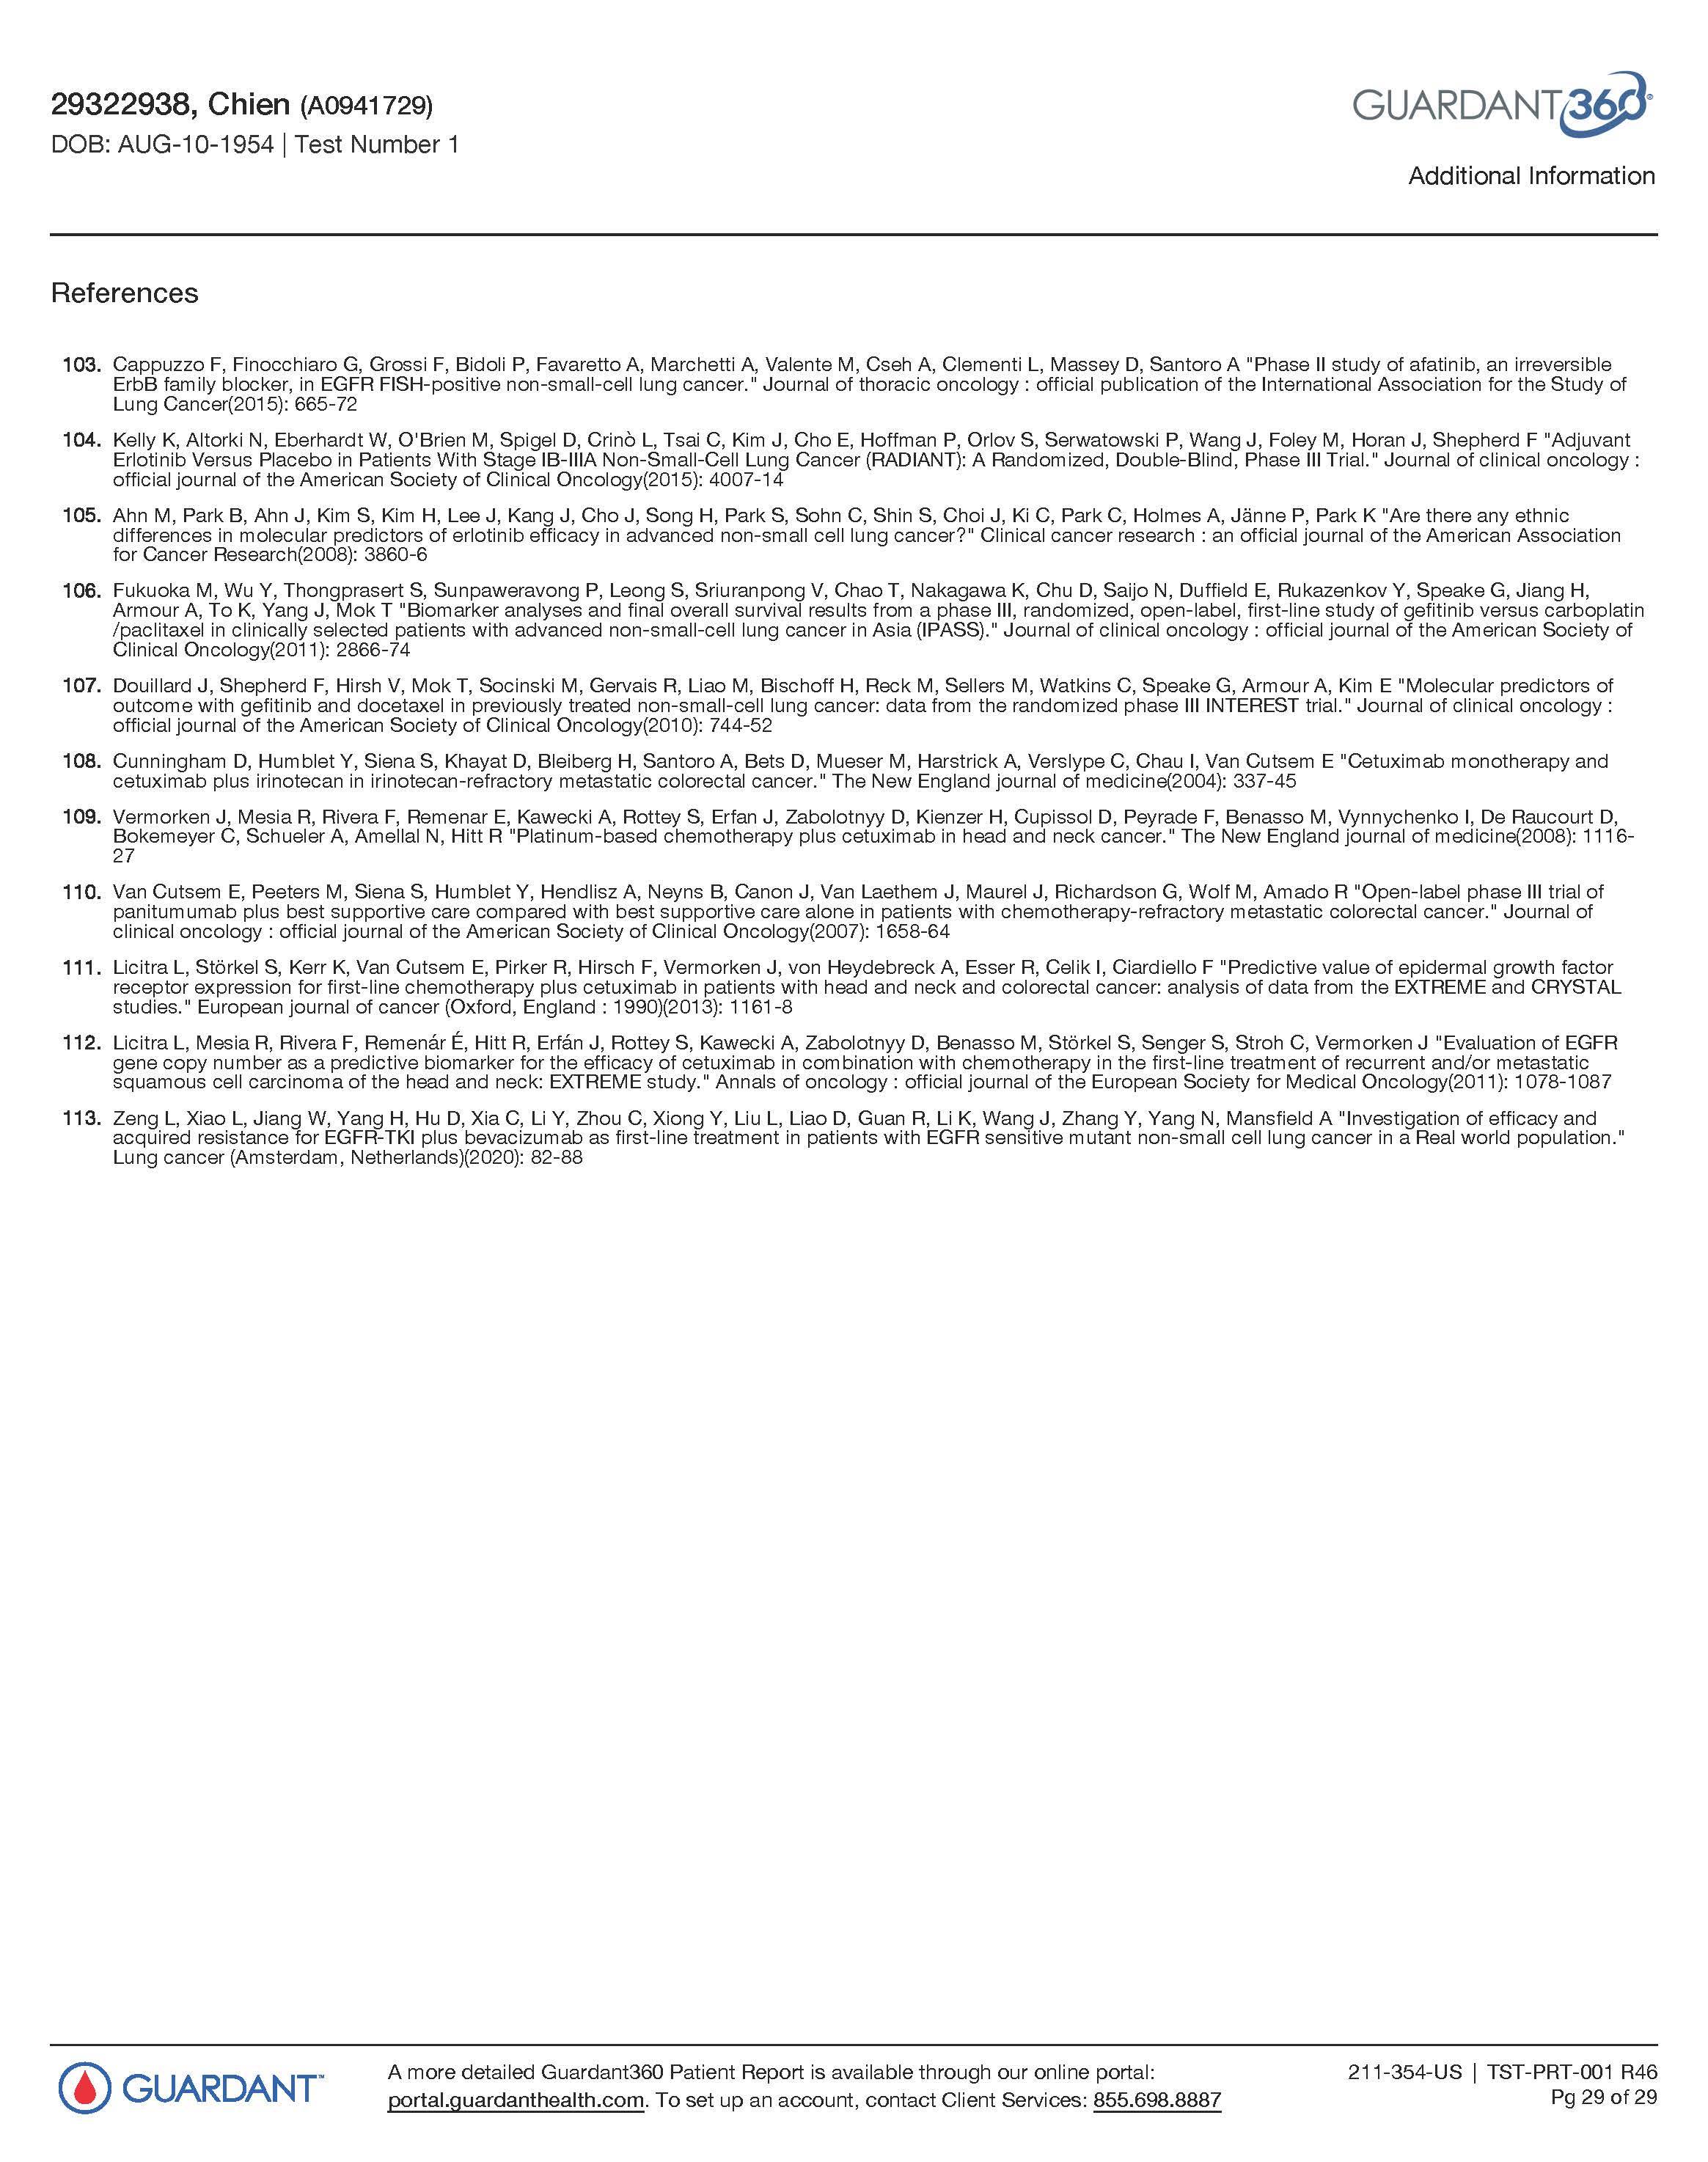 29322938, Chien (A0941729)
DOB: AUG-10-1954 | Test Number 1
GUARDANT360®
Additional Information
References
103. Cappuzzo F, Finocchiaro G, Grossi F, Bidoli P, Favaretto A, Marchetti A, Valente M, Cseh A, Clementi L, Massey D, Santoro A "Phase II study of afatinib, an irreversible
ErbB family blocker, in EGFR FISH-positive non-small-cell lung cancer." Journal of thoracic oncology : official publication of the International Association for the Study of
Lung Cancer(2015): 665-72
104. Kelly K, Altorki N, Eberhardt W, O'Brien M, Spigel D, Crinò L, Tsai C, Kim J, Cho E, Hoffman P, Orlov S, Serwatowski P, Wang J, Foley M, Horan J, Shepherd F "Adjuvant
Erlotinib Versus Placebo in Patients With Stage IB-IIIA Non-Small-Cell Lung Cancer (RADIANT): A Randomized, Double-Blind, Phase III Trial." Journal of clinical oncology :
official journal of the American Society of Clinical Oncology(2015): 4007-14
105. Ahn M, Park B, Ahn J, Kim S, Kim H, Lee J, Kang J, Cho J, Song H, Park S, Sohn C, Shin S, Choi J, Ki C, Park C, Holmes A, Jänne P, Park K "Are there any ethnic
differences in molecular predictors of erlotinib efficacy in advanced non-small cell lung cancer?" Clinical cancer research : an official journal of the American Association
for Cancer Research(2008): 3860-6
106. Fukuoka M, Wu Y, Thongprasert S, Sunpaweravong P, Leong S, Sriuranpong V, Chao T, Nakagawa K, Chu D, Saijo N, Duffield E, Rukazenkov Y, Speake G, Jiang H,
Armour A, To K, Yang J, Mok T "Biomarker analyses and final overall survival results from a phase III, randomized, open-label, first-line study of gefitinib versus carboplatin
/paclitaxel in clinically selected patients with advanced non-small-cell lung cancer in Asia (IPASS)." Journal of clinical oncology : official journal of the American Society of
Clinical Oncology(2011): 2866-74
107. Douillard J, Shepherd F, Hirsh V, Mok T, Socinski M, Gervais R, Liao M, Bischoff H, Reck M, Sellers M, Watkins C, Speake G, Armour A, Kim E "Molecular predictors of
outcome with gefitinib and docetaxel in previously treated non-small-cell lung cancer: data from the randomized phase III INTEREST trial." Journal of clinical oncology :
official journal of the American Society of Clinical Oncology(2010): 744-52
108. Cunningham D, Humblet Y, Siena S, Khayat D, Bleiberg H, Santoro A, Bets D, Mueser M, Harstrick A, Verslype C, Chau I, Van Cutsem E "Cetuximab monotherapy and
cetuximab plus irinotecan in irinotecan-refractory metastatic colorectal cancer." The New England journal of medicine(2004): 337-45
109. Vermorken J, Mesia R, Rivera F, Remenar E, Kawecki A, Rottey S, Erfan J, Zabolotnyy D, Kienzer H, Cupissol D, Peyrade F, Benasso M, Vynnychenko I, De Raucourt D,
Bokemeyer C, Schueler A, Amellal N, Hitt R "Platinum-based chemotherapy plus cetuximab in head and neck cancer." The New England journal of medicine(2008): 1116-
27
110. Van Cutsem E, Peeters M, Siena S, Humblet Y, Hendlisz A, Neyns B, Canon J, Van Laethem J, Maurel J, Richardson G, Wolf M, Amado R "Open-label phase III trial of
panitumumab plus best supportive care compared with best supportive care alone in patients with chemotherapy-refractory metastatic colorectal cancer." Journal of
clinical oncology : official journal of the American Society of Clinical Oncology(2007): 1658-64
111. Licitra L, Störkel S, Kerr K, Van Cutsem E, Pirker R, Hirsch F, Vermorken J, von Heydebreck A, Esser R, Celik I, Ciardiello F "Predictive value of epidermal growth factor
receptor expression for first-line chemotherapy plus cetuximab in patients with head and neck and colorectal cancer: analysis of data from the EXTREME and CRYSTAL
studies." European journal of cancer (Oxford, England : 1990)(2013): 1161-8
112. Licitra L, Mesia R, Rivera F, Remenár É, Hitt R, Erfán J, Rottey S, Kawecki A, Zabolotnyy D, Benasso M, Störkel S, Senger S, Stroh C, Vermorken J "Evaluation of EGFR
gene copy number as a predictive biomarker for the efficacy of cetuximab in combination with chemotherapy in the first-line treatment of recurrent and/or metastatic
squamous cell carcinoma of the head and neck: EXTREME study." Annals of oncology : official journal of the European Society for Medical Oncology(2011): 1078-1087
113. Zeng L, Xiao L, Jiang W, Yang H, Hu D, Xia C, Li Y, Zhou C, Xiong Y, Liu L, Liao D, Guan R, Li K, Wang J, Zhang Y, Yang N, Mansfield A "Investigation of efficacy and
acquired resistance for EGFR-TKI plus bevacizumab as first-line treatment in patients with EGFR sensitive mutant non-small cell lung cancer in a Real world population."
Lung cancer (Amsterdam, Netherlands)(2020): 82-88
GUARDANT™
A more detailed Guardant360 Patient Report is available through our online portal:
portal.guardanthealth.com. To set up an account, contact Client Services: 855.698.8887
211-354-US | TST-PRT-001 R46
Pg 29 of 29